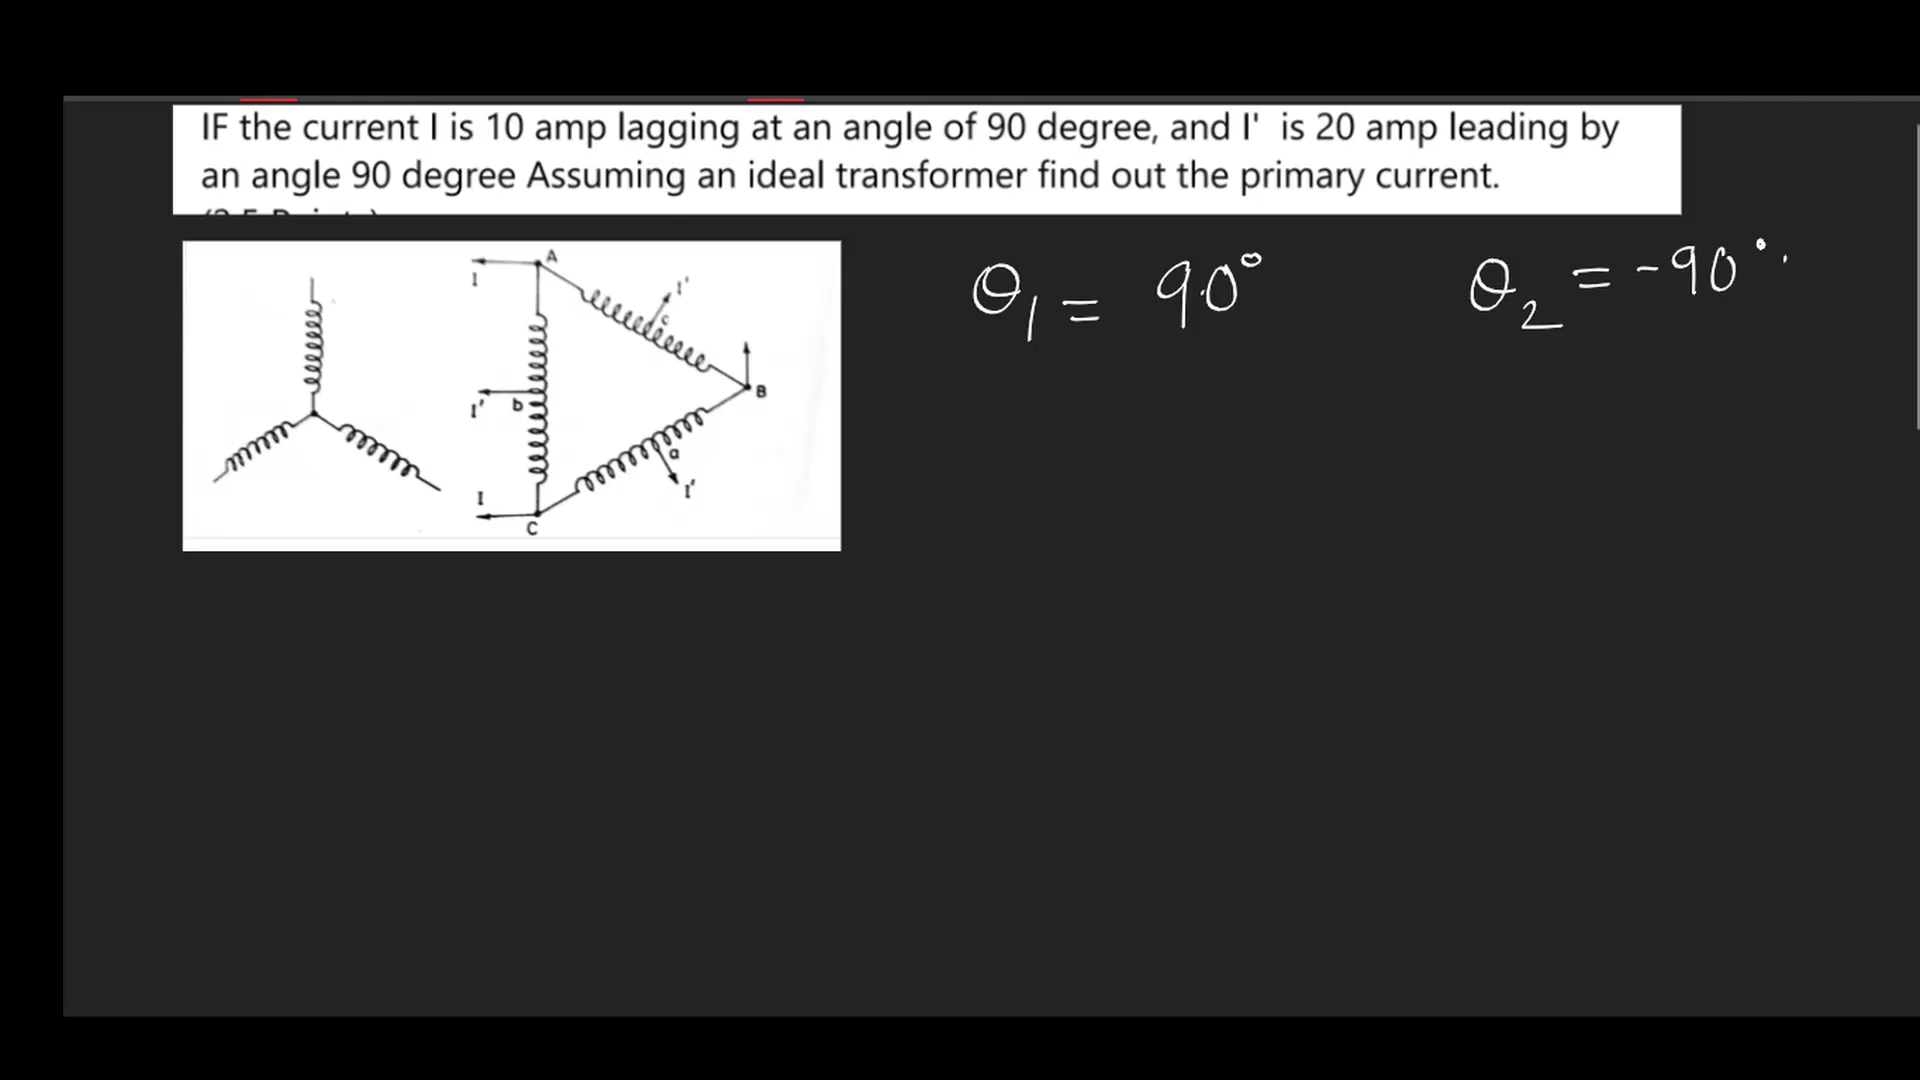 IF the current I is 10 amp lagging at an angle of 90 degree, and I' is 20 amp leading by
an angle 90 degree Assuming an ideal transformer find out the primary current.
θ₁ = 90°
θ₂ = -90°
A
I
I'
c
B
I'
b
a
I'
I
C